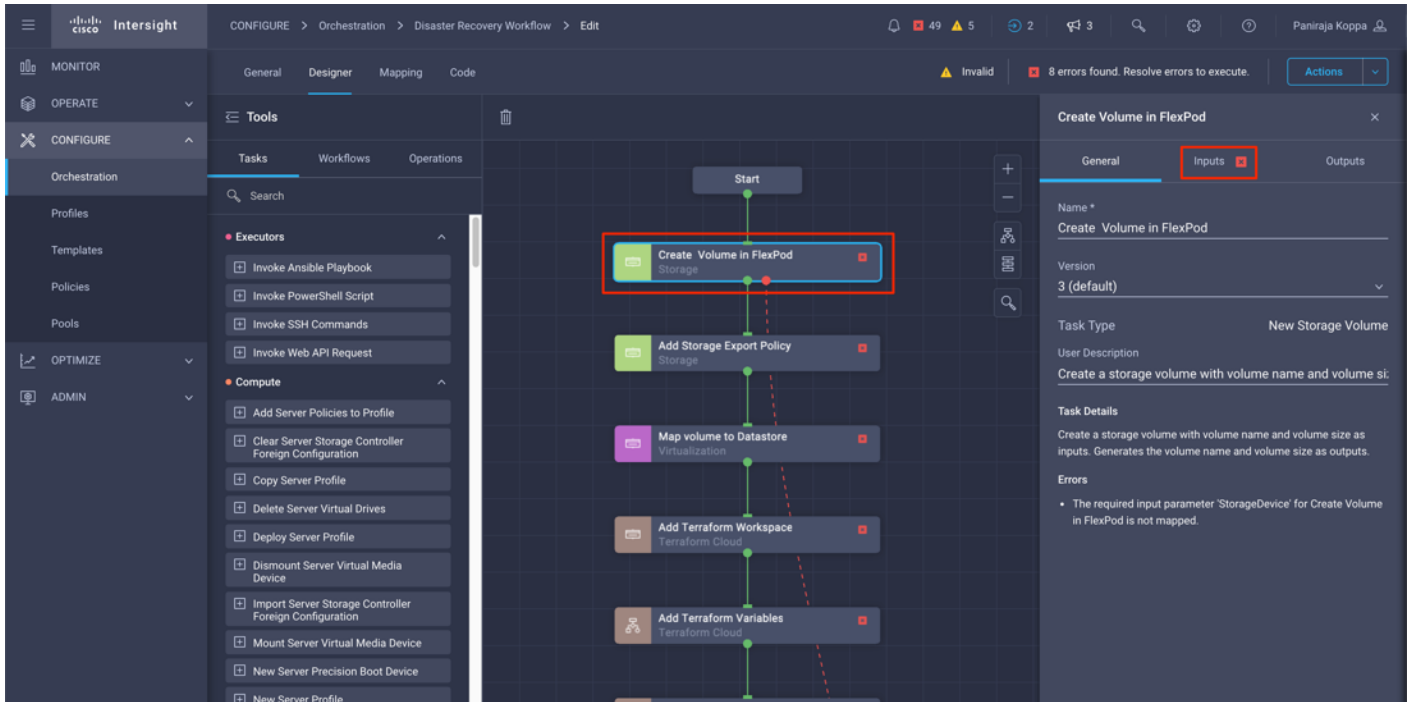 cisco Intersight
CONFIGURE > Orchestration > Disaster Recovery Workflow > Edit
49 5 2 3
Paniraja Koppa
MONITOR
OPERATE
CONFIGURE
Orchestration
Profiles
Templates
Policies
Pools
OPTIMIZE
ADMIN
General Designer Mapping Code
Invalid
8 errors found. Resolve errors to execute.
Actions
Tools
Tasks Workflows Operations
Search
Executors
Invoke Ansible Playbook
Invoke PowerShell Script
Invoke SSH Commands
Invoke Web API Request
Compute
Add Server Policies to Profile
Clear Server Storage Controller
Foreign Configuration
Copy Server Profile
Delete Server Virtual Drives
Deploy Server Profile
Dismount Server Virtual Media
Device
Import Server Storage Controller
Foreign Configuration
Mount Server Virtual Media Device
New Server Precision Boot Device
New Server Profile
Start
Create Volume in FlexPod
Storage
Add Storage Export Policy
Storage
Map volume to Datastore
Virtualization
Add Terraform Workspace
Terraform Cloud
Add Terraform Variables
Terraform Cloud
Create Volume in FlexPod
General Inputs Outputs
Name *
Create Volume in FlexPod
Version
3 (default)
Task Type New Storage Volume
User Description
Create a storage volume with volume name and volume si
Task Details
Create a storage volume with volume name and volume size as
inputs. Generates the volume name and volume size as outputs.
Errors
• The required input parameter 'StorageDevice' for Create Volume
in FlexPod is not mapped.